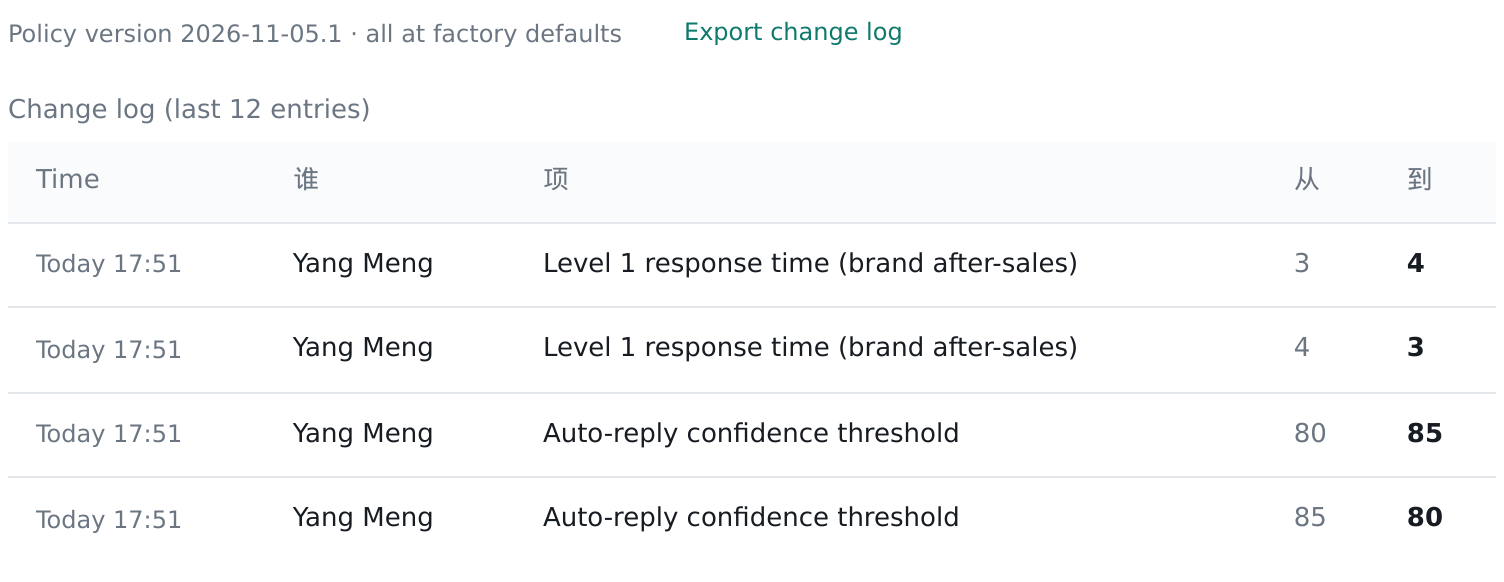 Policy version 2026-11-05.1 · all at factory defaults Export change log
Change log (last 12 entries)
Time 谁 项 从 到
Today 17:51 Yang Meng Level 1 response time (brand after-sales) 3 4
Today 17:51 Yang Meng Level 1 response time (brand after-sales) 4 3
Today 17:51 Yang Meng Auto-reply confidence threshold 80 85
Today 17:51 Yang Meng Auto-reply confidence threshold 85 80